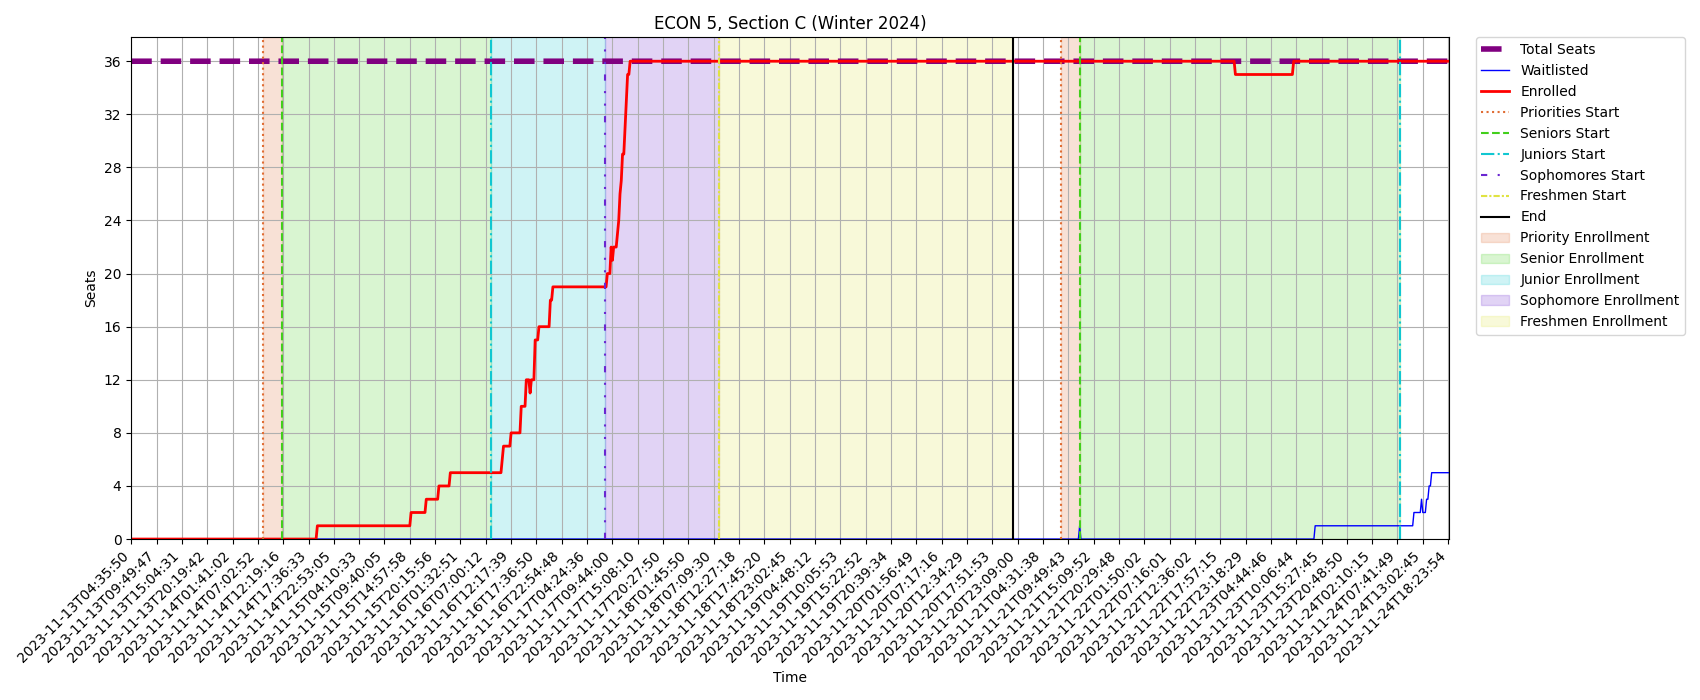 ECON 5, Section C (Winter 2024)
Seats
36
32
28
24
20
16
12
8
4
0
2023-11-13T04:35:50
2023-11-13T09:49:47
2023-11-13T15:04:31
2023-11-13T20:19:42
2023-11-14T01:41:02
2023-11-14T07:02:52
2023-11-14T12:19:16
2023-11-14T17:36:33
2023-11-14T22:53:05
2023-11-15T04:10:33
2023-11-15T09:40:05
2023-11-15T14:57:58
2023-11-15T20:15:56
2023-11-16T01:32:51
2023-11-16T07:00:12
2023-11-16T12:17:39
2023-11-16T17:36:50
2023-11-16T22:54:48
2023-11-17T04:24:36
2023-11-17T09:44:00
2023-11-17T15:08:10
2023-11-17T20:27:50
2023-11-18T01:45:50
2023-11-18T07:09:30
2023-11-18T12:27:18
2023-11-18T17:45:20
2023-11-18T23:02:45
2023-11-19T04:48:12
2023-11-19T10:05:53
2023-11-19T15:22:52
2023-11-19T20:39:34
2023-11-20T01:56:49
2023-11-20T07:17:16
2023-11-20T12:34:29
2023-11-20T17:51:53
2023-11-20T23:09:00
2023-11-21T04:31:38
2023-11-21T09:49:43
2023-11-21T15:09:52
2023-11-21T20:29:48
2023-11-22T01:50:02
2023-11-22T07:16:01
2023-11-22T12:36:02
2023-11-22T17:57:15
2023-11-22T23:18:29
2023-11-23T04:44:46
2023-11-23T10:06:44
2023-11-23T15:27:45
2023-11-23T20:48:50
2023-11-24T02:10:15
2023-11-24T07:41:49
2023-11-24T13:02:45
2023-11-24T18:23:54
Time
Total Seats
Waitlisted
Enrolled
Priorities Start
Seniors Start
Juniors Start
Sophomores Start
Freshmen Start
End
Priority Enrollment
Senior Enrollment
Junior Enrollment
Sophomore Enrollment
Freshmen Enrollment